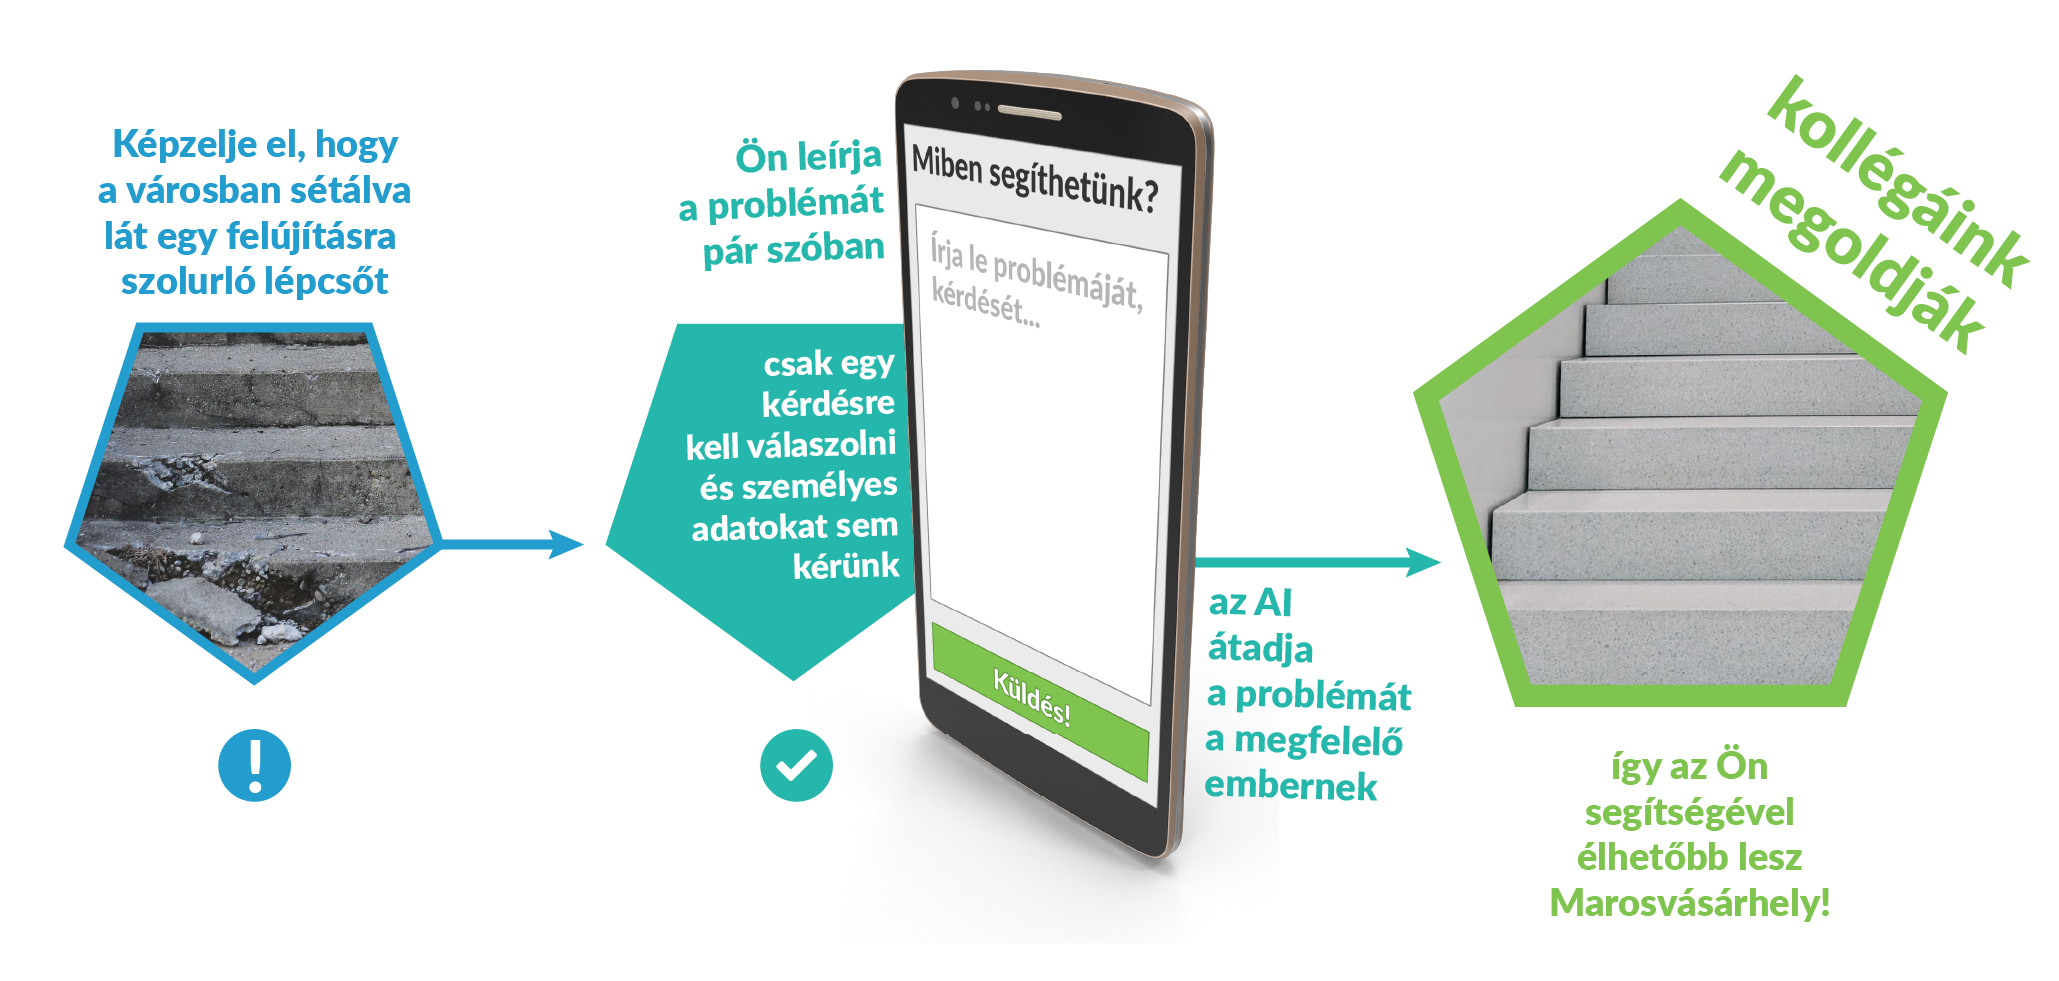 Képzelje el, hogy
a városban sétálva
lát egy felújításra
szolurló lépcsőt
Ön leírja
a problémát
pár szóban
csak egy
kérdésre
kell válaszolni
és személyes
adatokat sem
kérünk
Miben segíthetünk?
Írja le problémáját,
kérdését...
Küldés!
az AI
átadja
a problémát
a megfelelő
embernek
kollégáink
megoldják
így az Ön
segítségével
élhetőbb lesz
Marosvásárhely!